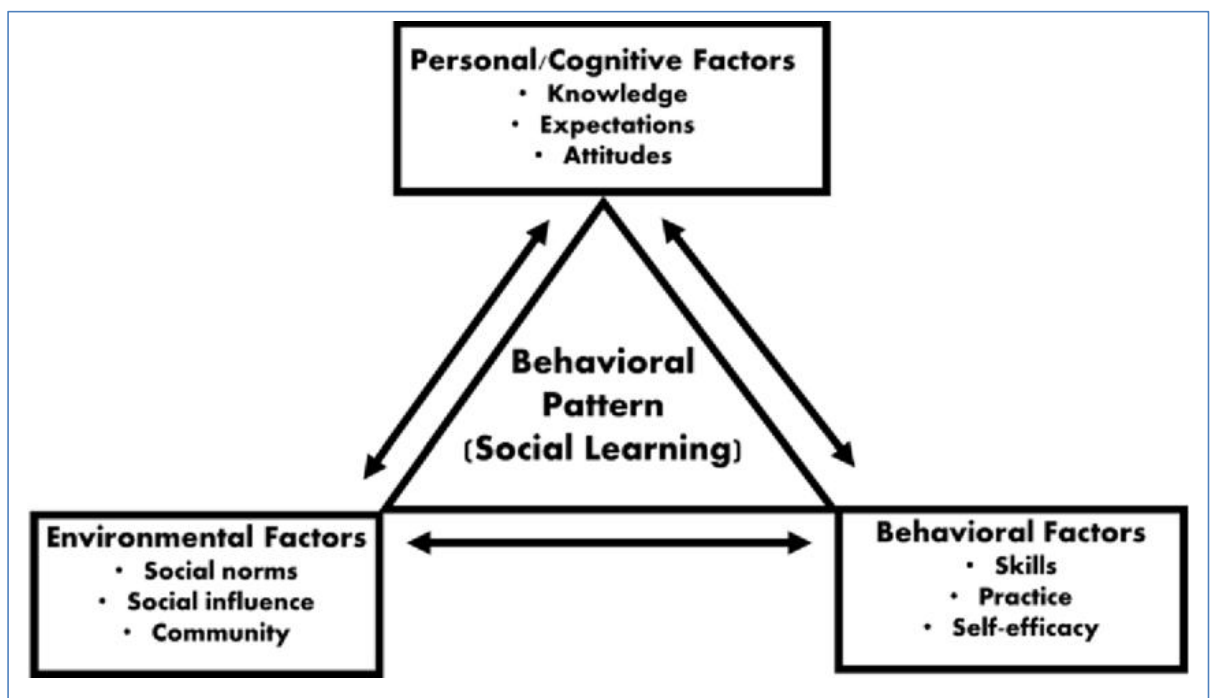 Personal/Cognitive Factors
• Knowledge
• Expectations
• Attitudes
Behavioral
Pattern
(Social Learning)
Environmental Factors
• Social norms
• Social influence
• Community
Behavioral Factors
• Skills
• Practice
• Self-efficacy